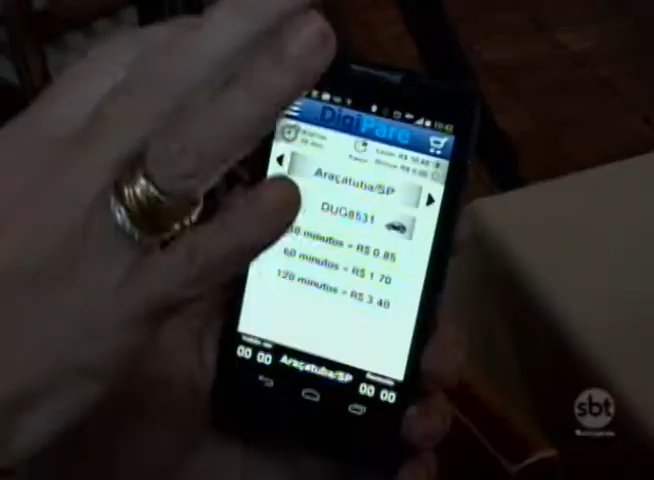 DigiPare
Araçatuba/SP
DUG8531
30 minutos = R$ 0.85
60 minutos = R$ 1.70
120 minutos = R$ 3.40
00 00 Araçatuba/SP 00 00
sbt